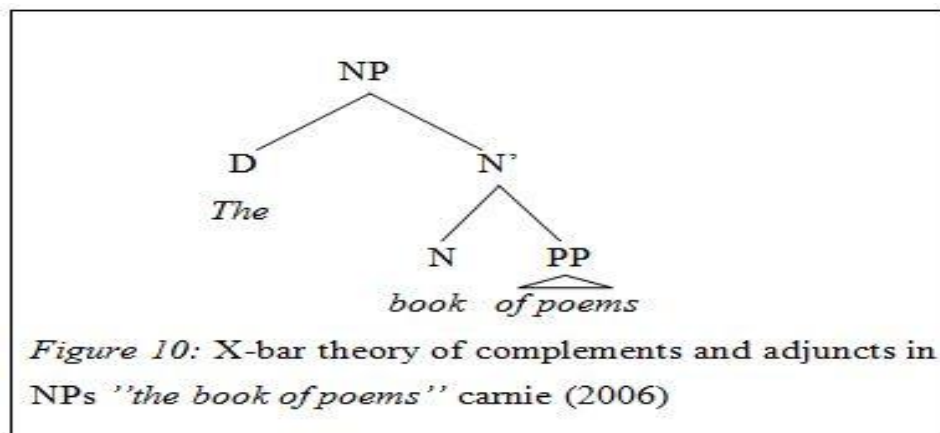 NP
D N’
The
N PP
book of poems
Figure 10: X-bar theory of complements and adjuncts in
NPs ’’the book of poems’’ carnie (2006)